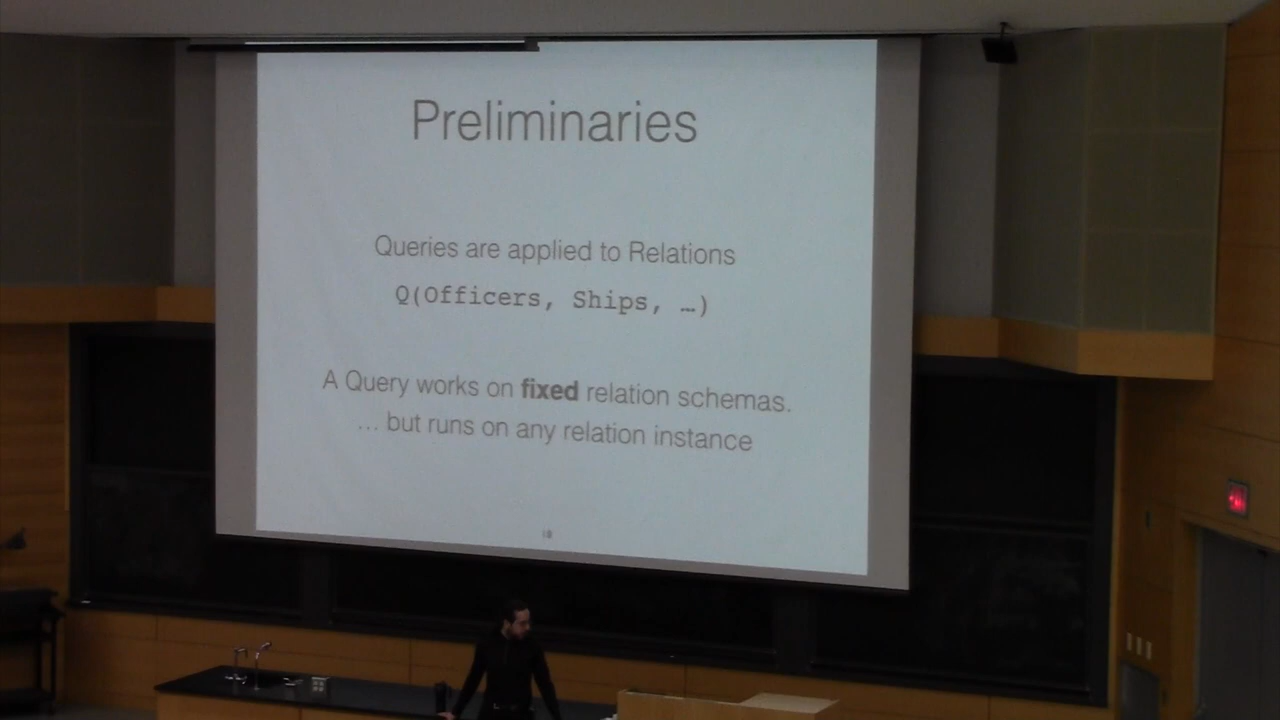 Preliminaries
Queries are applied to Relations
Q(Officers, Ships, …)
A Query works on fixed relation schemas.
… but runs on any relation instance